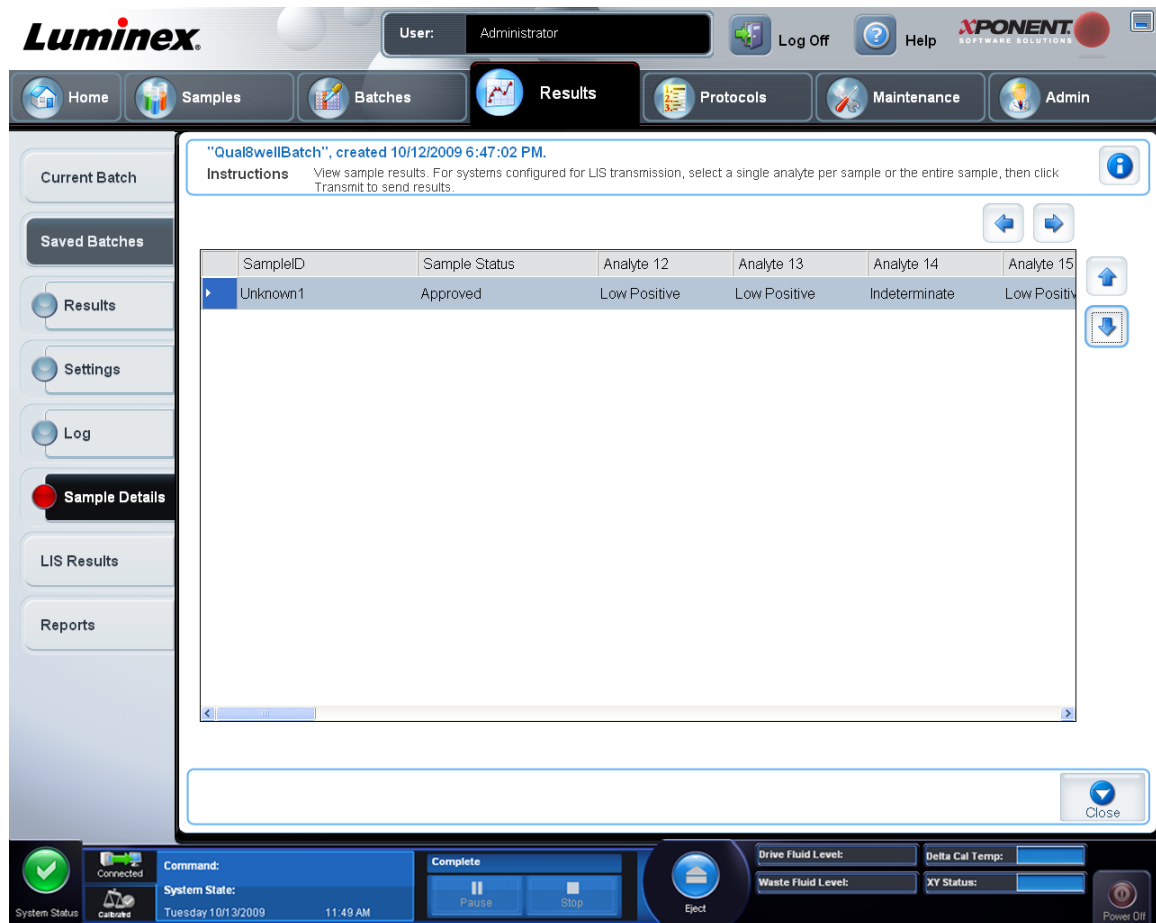 Luminex®
User: Administrator
Log Off
Help
XPONENT.
SOFTWARE SOLUTIONS
Home
Samples
Batches
Results
Protocols
Maintenance
Admin
Current Batch
Saved Batches
Results
Settings
Log
Sample Details
LIS Results
Reports
"Qual8wellBatch", created 10/12/2009 6:47:02 PM.
Instructions View sample results. For systems configured for LIS transmission, select a single analyte per sample or the entire sample, then click
Transmit to send results.
SampleID Sample Status Analyte 12 Analyte 13 Analyte 14 Analyte 15
Unknown1 Approved Low Positive Low Positive Indeterminate Low Positiv
Close
System Status
Connected
Calibrated
Command:
System State:
Tuesday 10/13/2009 11:49 AM
Complete
Pause Stop
Eject
Drive Fluid Level:
Waste Fluid Level:
Delta Cal Temp:
XY Status:
Power Off